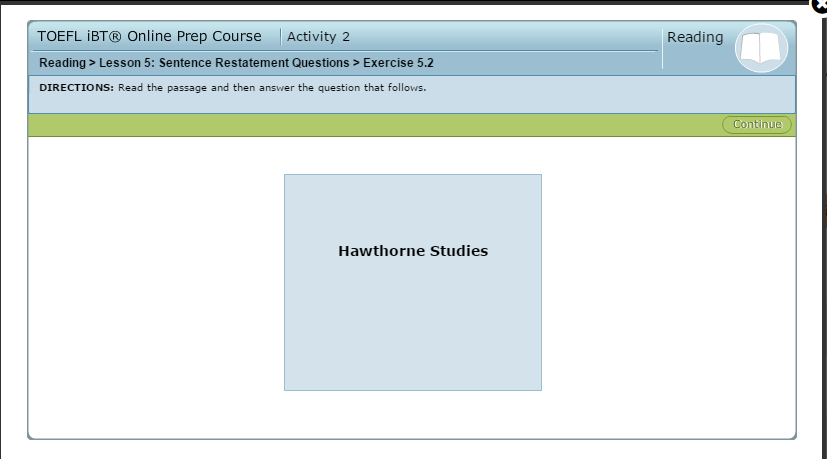 TOEFL iBT® Online Prep Course Activity 2 Reading
Reading > Lesson 5: Sentence Restatement Questions > Exercise 5.2
DIRECTIONS: Read the passage and then answer the question that follows.
Continue
Hawthorne Studies